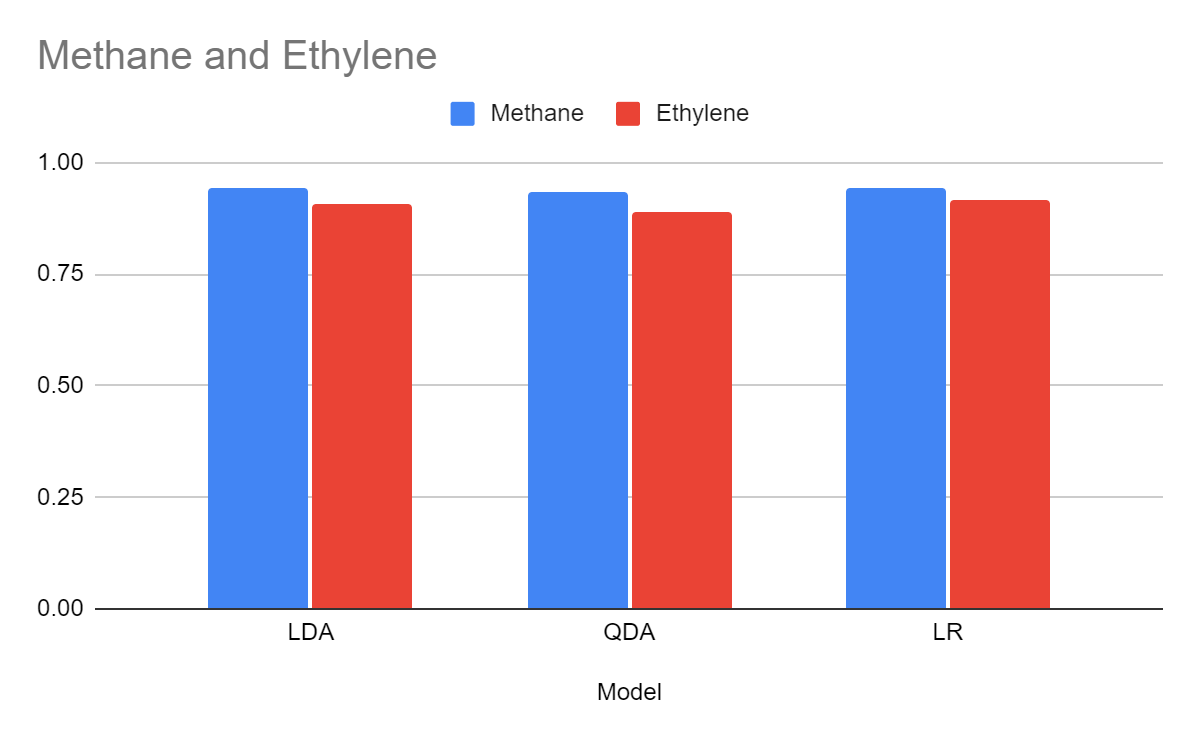 Methane and Ethylene
Methane Ethylene
1.00
0.75
0.50
0.25
0.00
LDA QDA LR
Model